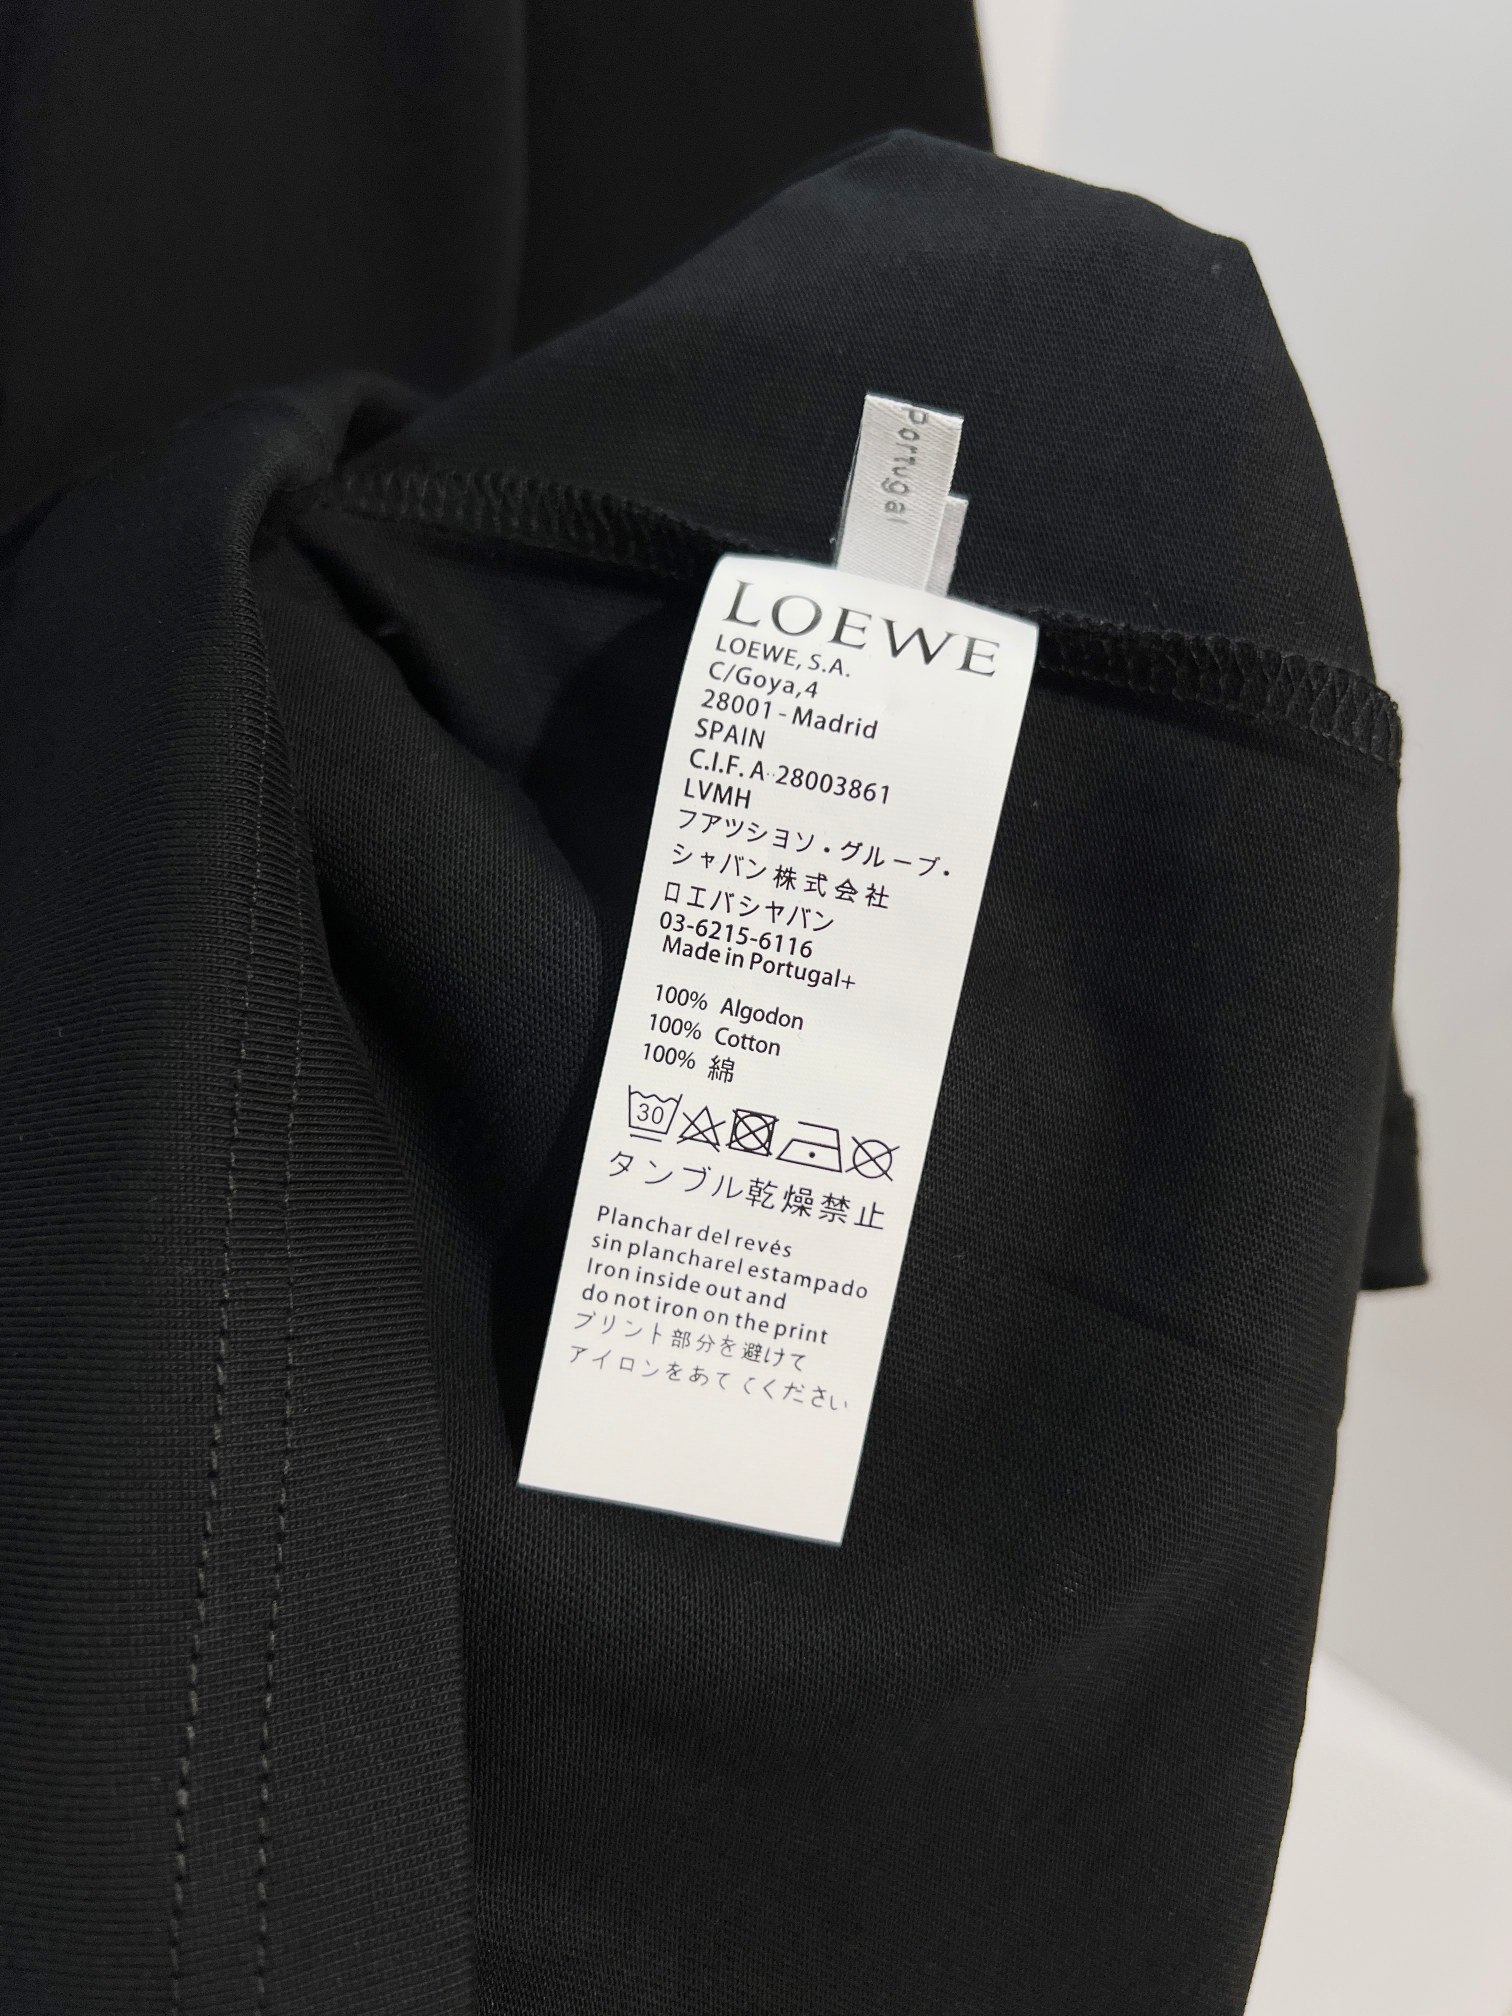 Portugal
LOEWE
LOEWE, S.A.
C/Goya,4
28001 - Madrid
SPAIN
C.I.F. A-28003861
LVMH
フアツシヨソ・グループ・
シャバン株式会社
ロエバシヤバン
03-6215-6116
Made in Portugal+
100% Algodon
100% Cotton
100% 綿
30
タンブル乾燥禁止
Planchar del revés
sin plancharel estampado
Iron inside out and
do not iron on the print
プリント部分を避けて
アイロンをあててください